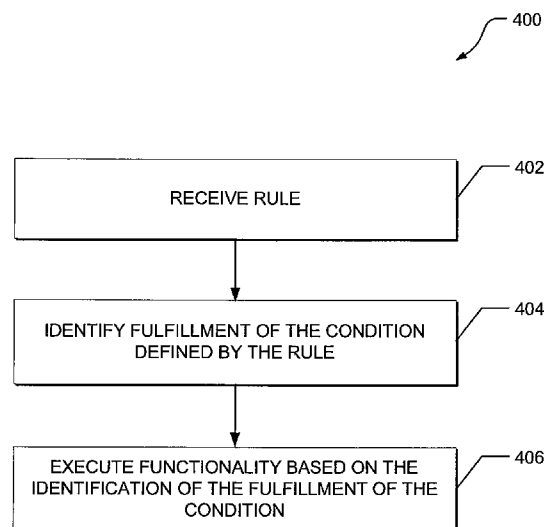 400
RECEIVE RULE
402
IDENTIFY FULFILLMENT OF THE CONDITION
DEFINED BY THE RULE
404
EXECUTE FUNCTIONALITY BASED ON THE
IDENTIFICATION OF THE FULFILLMENT OF THE
CONDITION
406